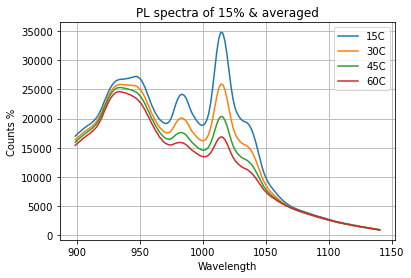 PL spectra of 15% & averaged
35000
30000
25000
20000
15000
10000
5000
0
Counts %
15C
30C
45C
60C
900 950 1000 1050 1100 1150
Wavelength